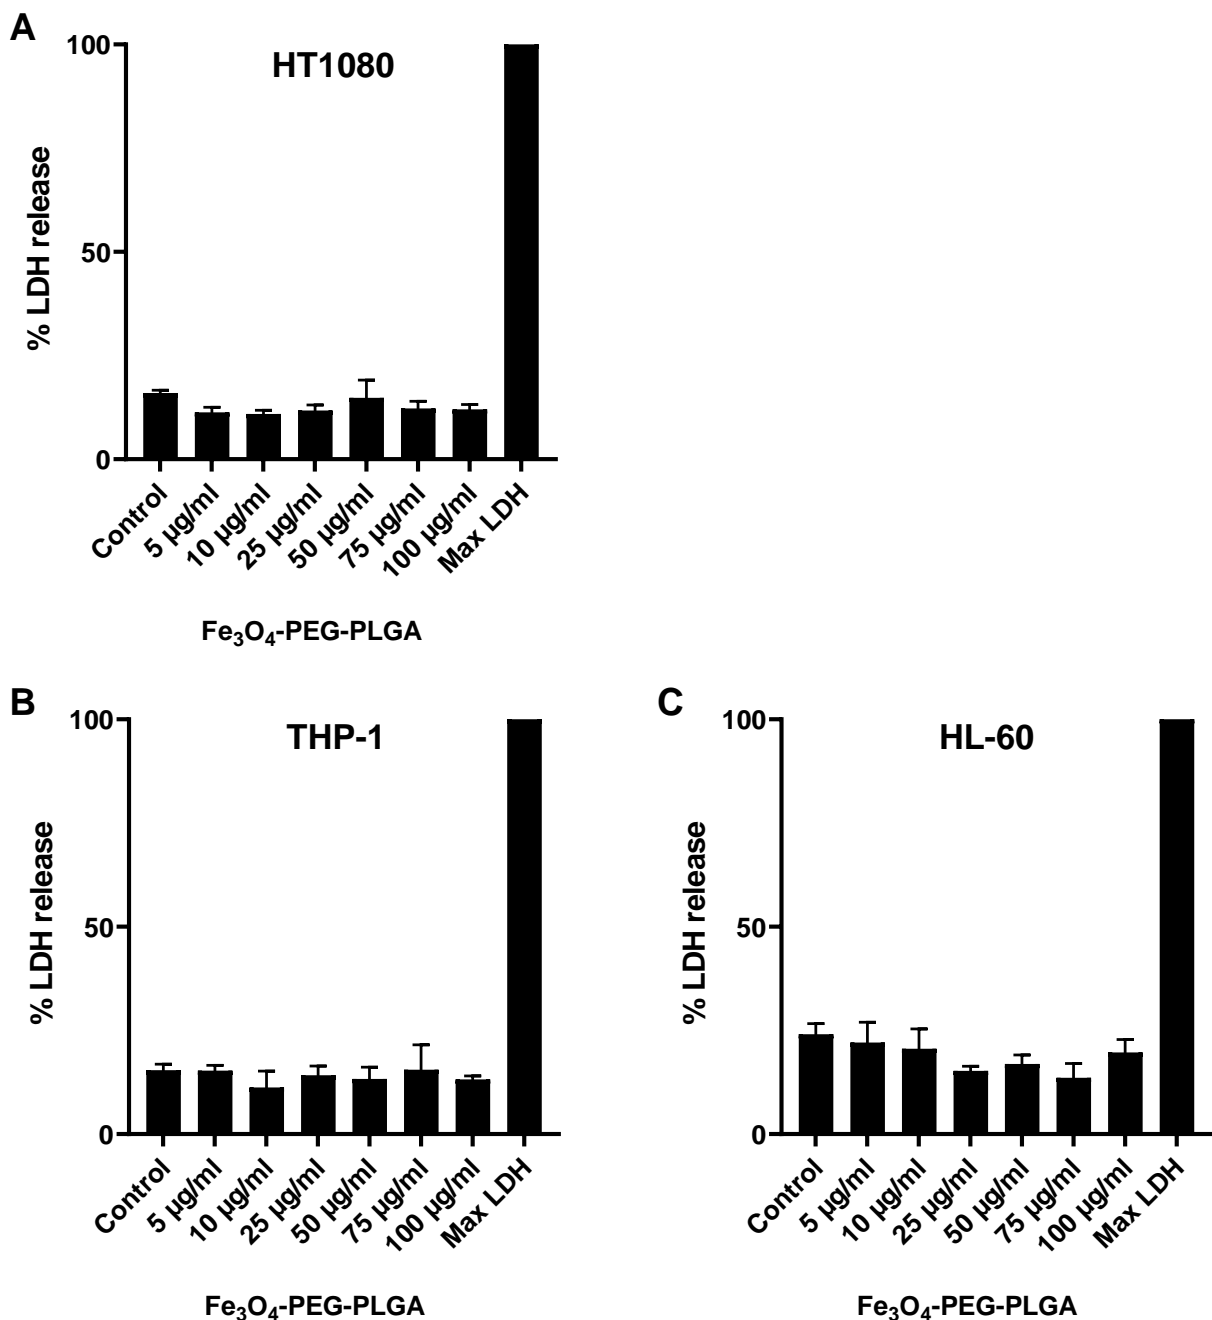 A
HT1080
% LDH release
100
50
0
Control
5 µg/ml
10 µg/ml
25 µg/ml
50 µg/ml
75 µg/ml
100 µg/ml
Max LDH
Fe₃O₄-PEG-PLGA
B
THP-1
% LDH release
100
50
0
Control
5 µg/ml
10 µg/ml
25 µg/ml
50 µg/ml
75 µg/ml
100 µg/ml
Max LDH
Fe₃O₄-PEG-PLGA
C
HL-60
% LDH release
100
50
0
Control
5 µg/ml
10 µg/ml
25 µg/ml
50 µg/ml
75 µg/ml
100 µg/ml
Max LDH
Fe₃O₄-PEG-PLGA